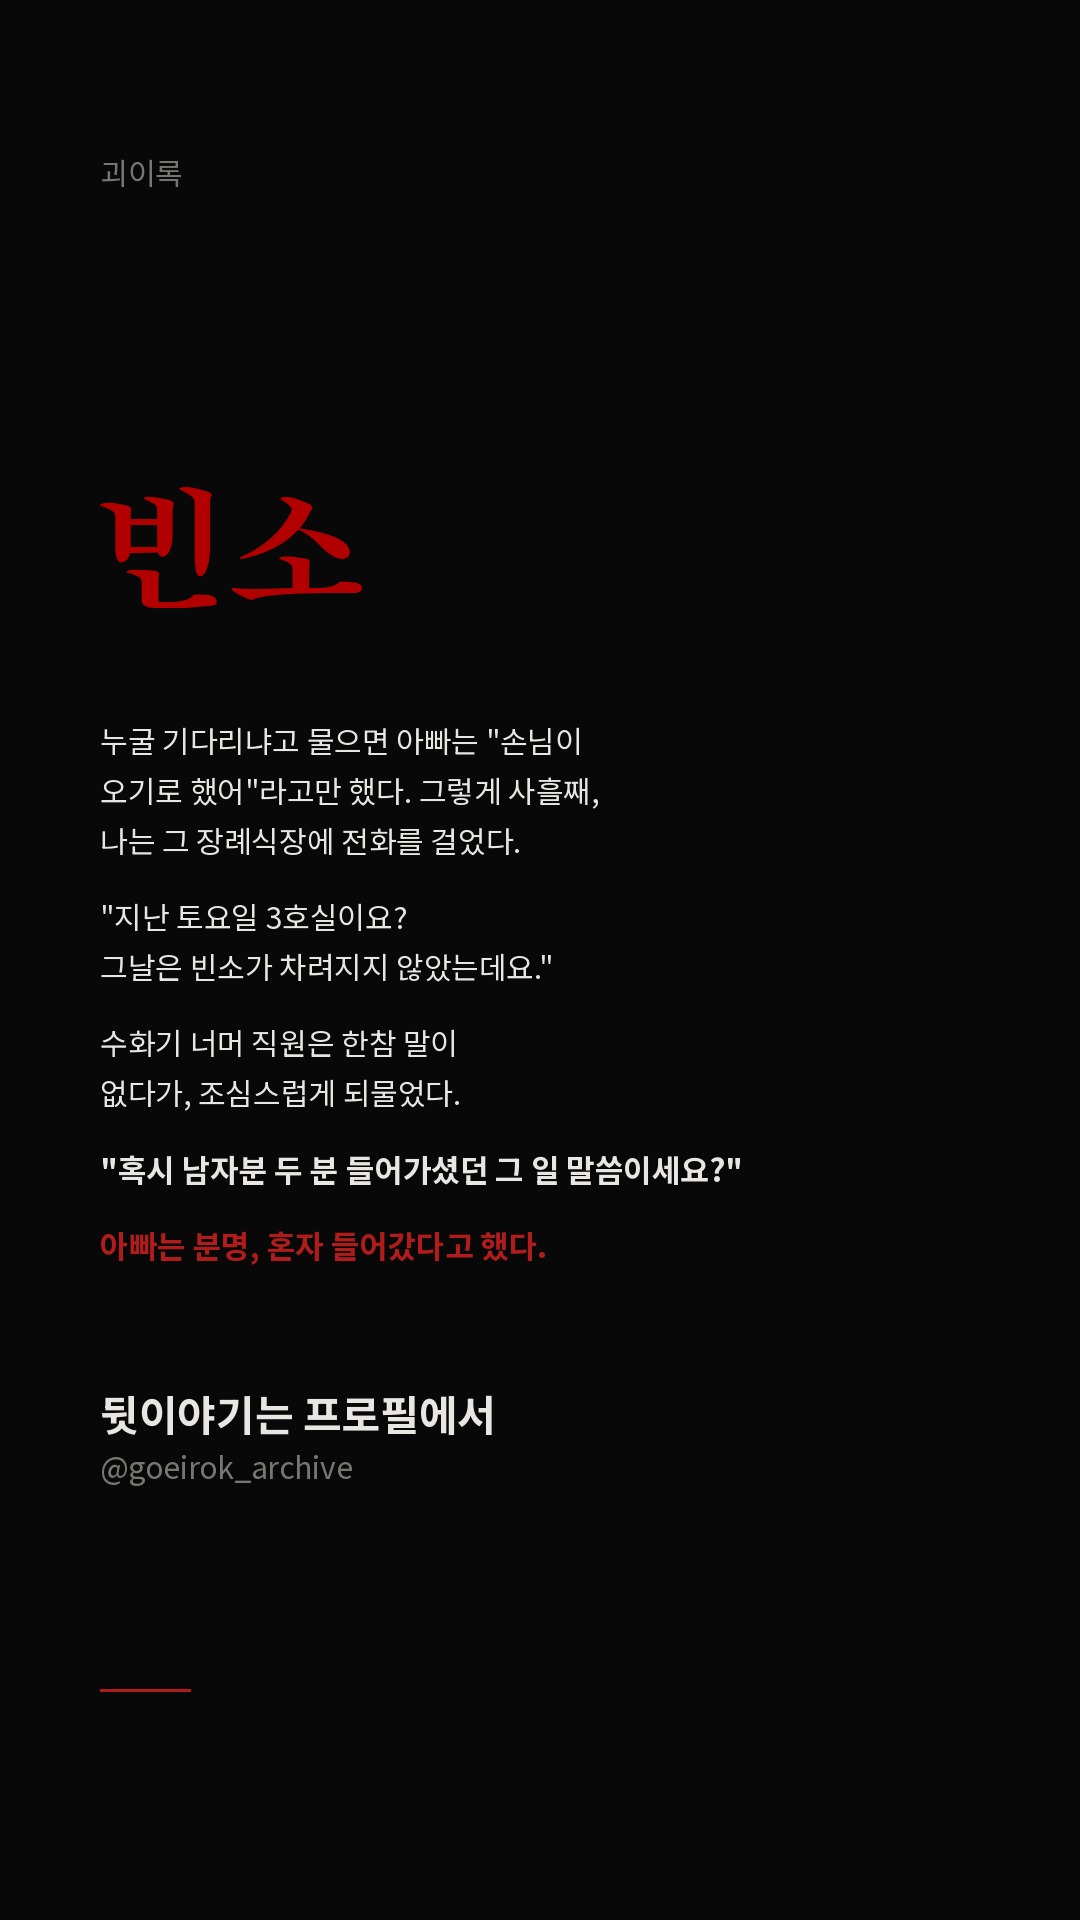 괴이록
빈소
누굴 기다리냐고 물으면 아빠는 "손님이
오기로 했어"라고만 했다. 그렇게 사흘째,
나는 그 장례식장에 전화를 걸었다.
"지난 토요일 3호실이요?
그날은 빈소가 차려지지 않았는데요."
수화기 너머 직원은 한참 말이
없다가, 조심스럽게 되물었다.
"혹시 남자분 두 분 들어가셨던 그 일 말씀이세요?"
아빠는 분명, 혼자 들어갔다고 했다.
뒷이야기는 프로필에서
@goeirok_archive